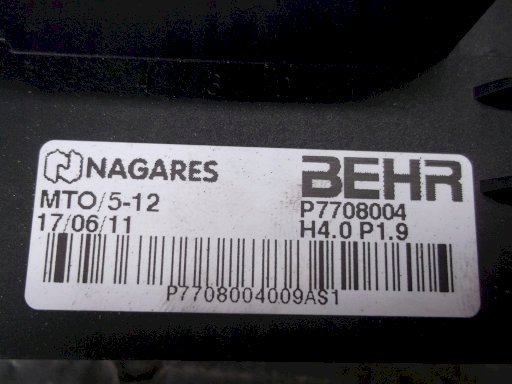 NAGARES BEHR
MTO/5-12 P7708004
17/06/11 H4.0 P1.9
P7708004009AS1